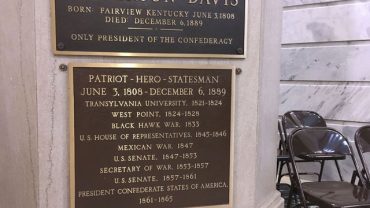 DAVIS
BORN: FAIRVIEW KENTUCKY JUNE 3, 1808
DIED: DECEMBER 6, 1889
ONLY PRESIDENT OF THE CONFEDERACY
PATRIOT - HERO - STATESMAN
JUNE 3, 1808 - DECEMBER 6, 1889
TRANSYLVANIA UNIVERSITY, 1821-1824
WEST POINT, 1824-1828
BLACK HAWK WAR, 1833
U.S. HOUSE OF REPRESENTATIVES, 1845-1846
MEXICAN WAR, 1847
U.S. SENATE, 1847-1853
SECRETARY OF WAR, 1853-1857
U.S. SENATE, 1857-1861
PRESIDENT CONFEDERATE STATES OF AMERICA,
1861-1865